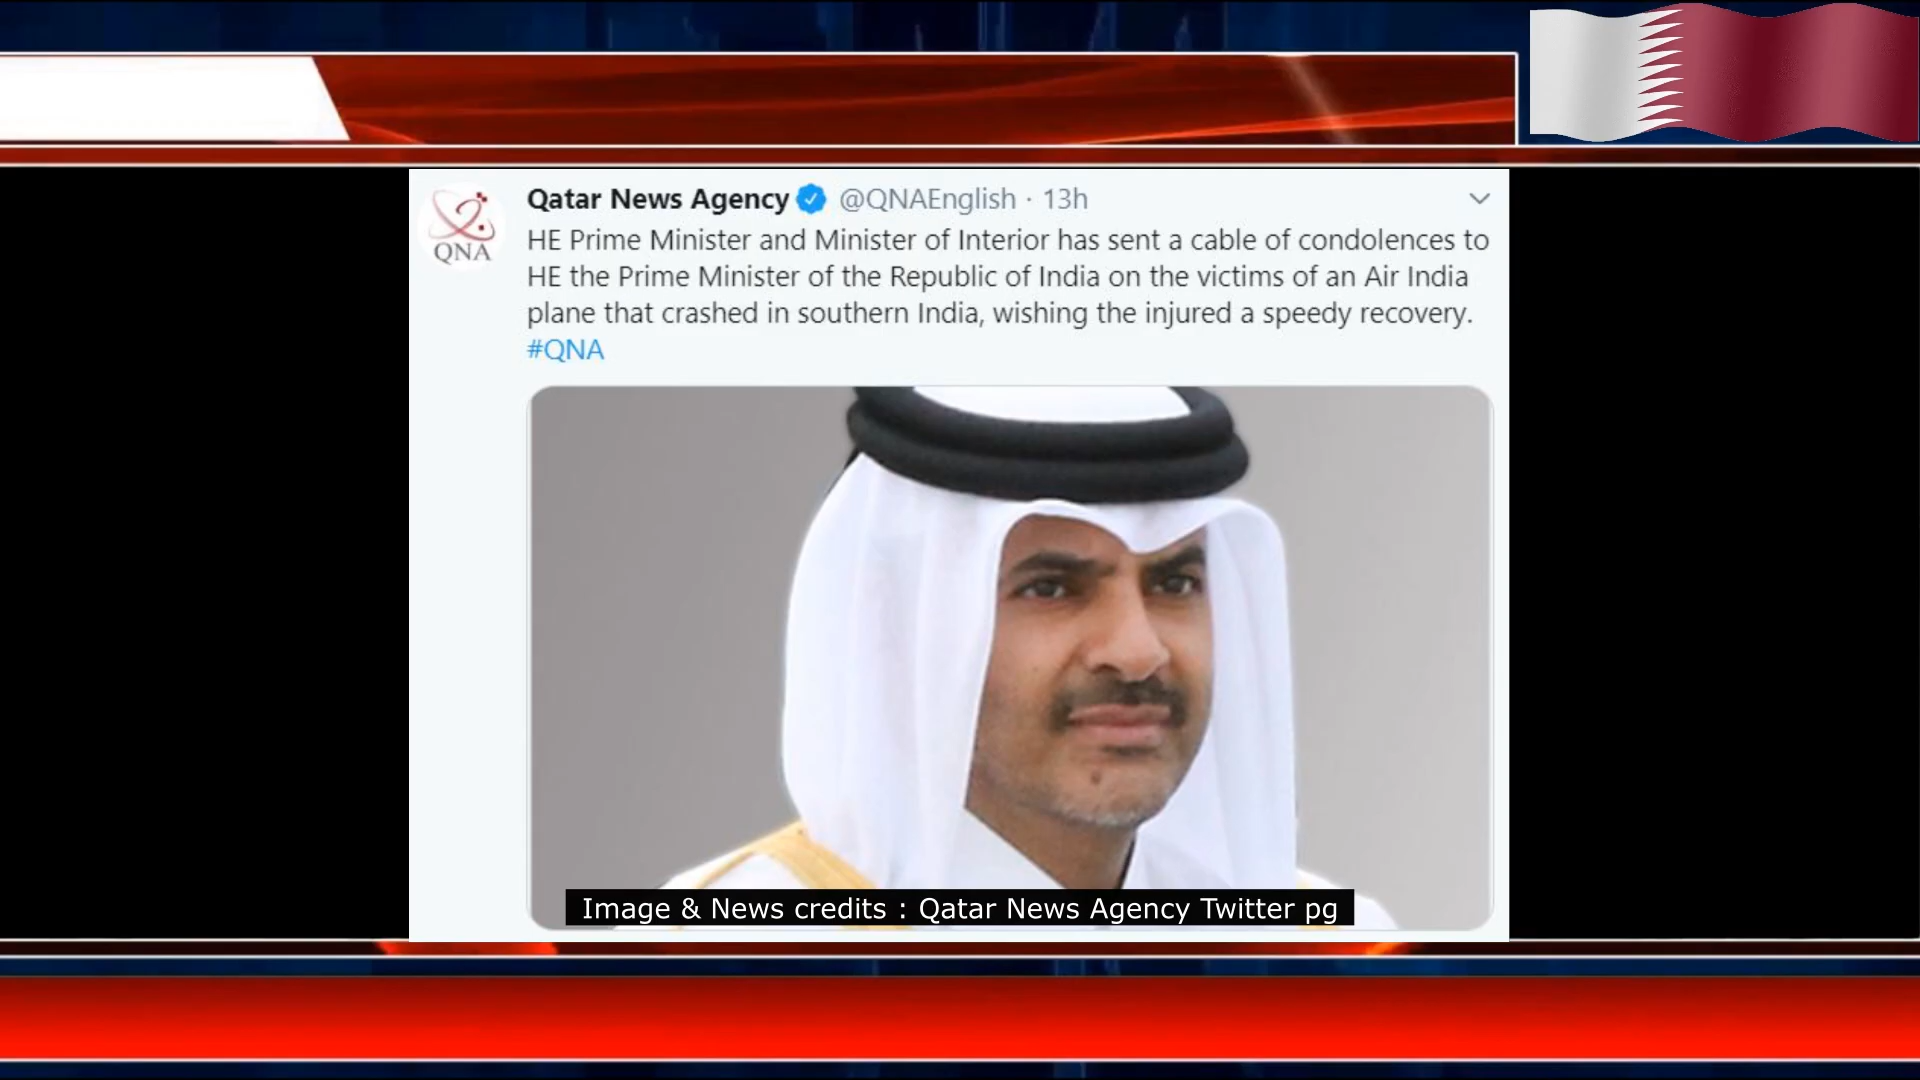 Qatar News Agency @QNAEnglish · 13h
HE Prime Minister and Minister of Interior has sent a cable of condolences to
HE the Prime Minister of the Republic of India on the victims of an Air India
plane that crashed in southern India, wishing the injured a speedy recovery.
#QNA
QNA
Image & News credits : Qatar News Agency Twitter pg